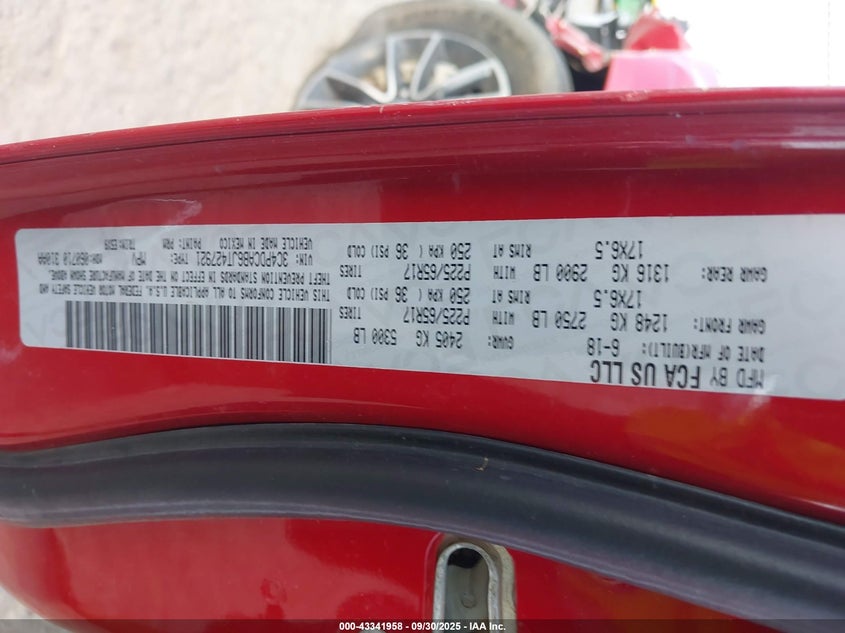 MFD BY FCA US LLC
DATE OF MFR(BUILT): 6-18
GVWR: 2405 KG 5300 LB
GAWR FRONT: 1248 KG 2750 LB WITH P225/65R17 TIRES
17X6.5 RIMS AT 250 KPA ( 36 PSI) COLD
GAWR REAR: 1316 KG 2900 LB WITH P225/65R17 TIRES
17X6.5 RIMS AT 250 KPA ( 36 PSI) COLD
THIS VEHICLE CONFORMS TO ALL APPLICABLE U.S.A. FEDERAL MOTOR VEHICLE SAFETY AND
THEFT PREVENTION STANDARDS IN EFFECT ON THE DATE OF MANUFACTURE SHOWN ABOVE.
VIN: 3C4PDCAB6JT427921 TYPE: MPV
VEHICLE MADE IN MEXICO PAINT: PRM
000-43341958 - 09/30/2025 - IAA Inc.